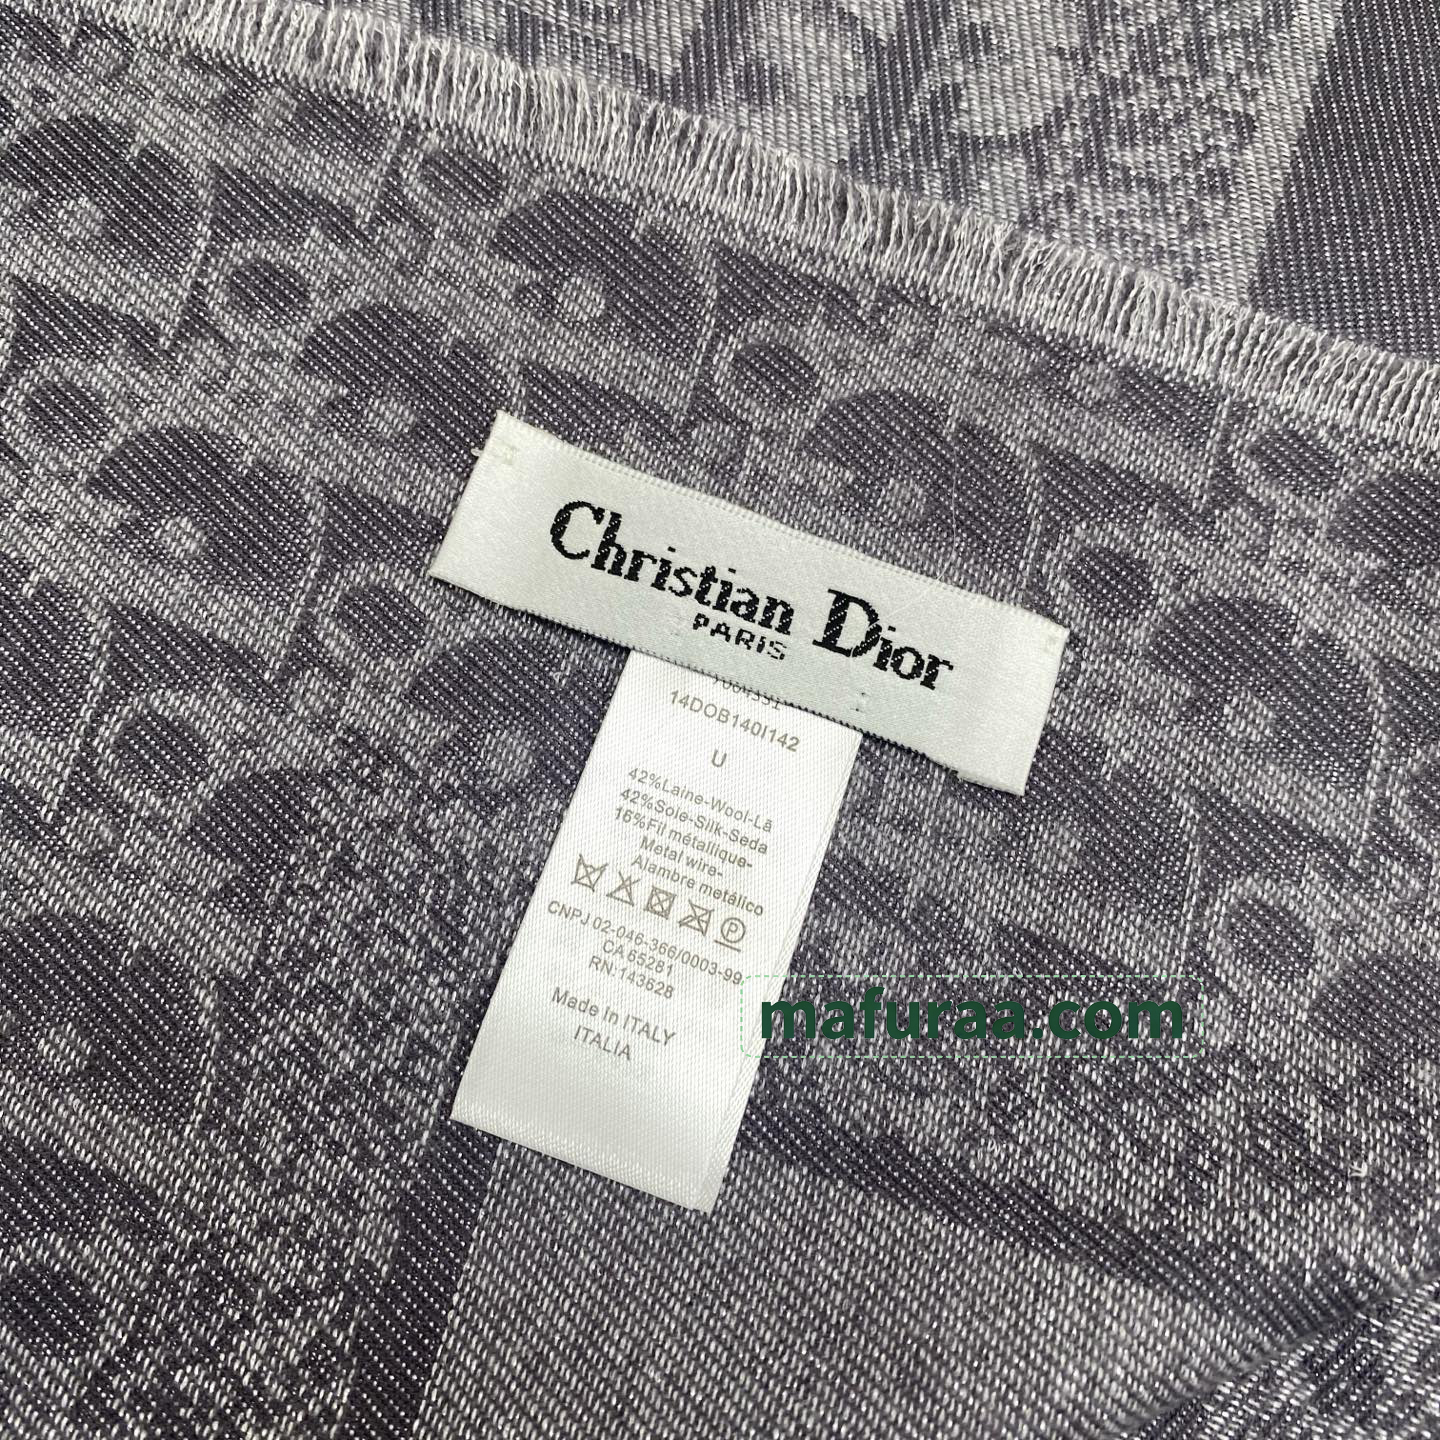 Christian Dior
PARIS
14DOB140I142
U
42%Laine-Wool-Lã
42%Soie-Silk-Seda
16%Fil métallique-
Metal wire-
Alambre metálico
P
CNPJ 02-046-366/0003-99
CA 65281
RN:143628
Made In ITALY
ITALIA
mafuraa.com